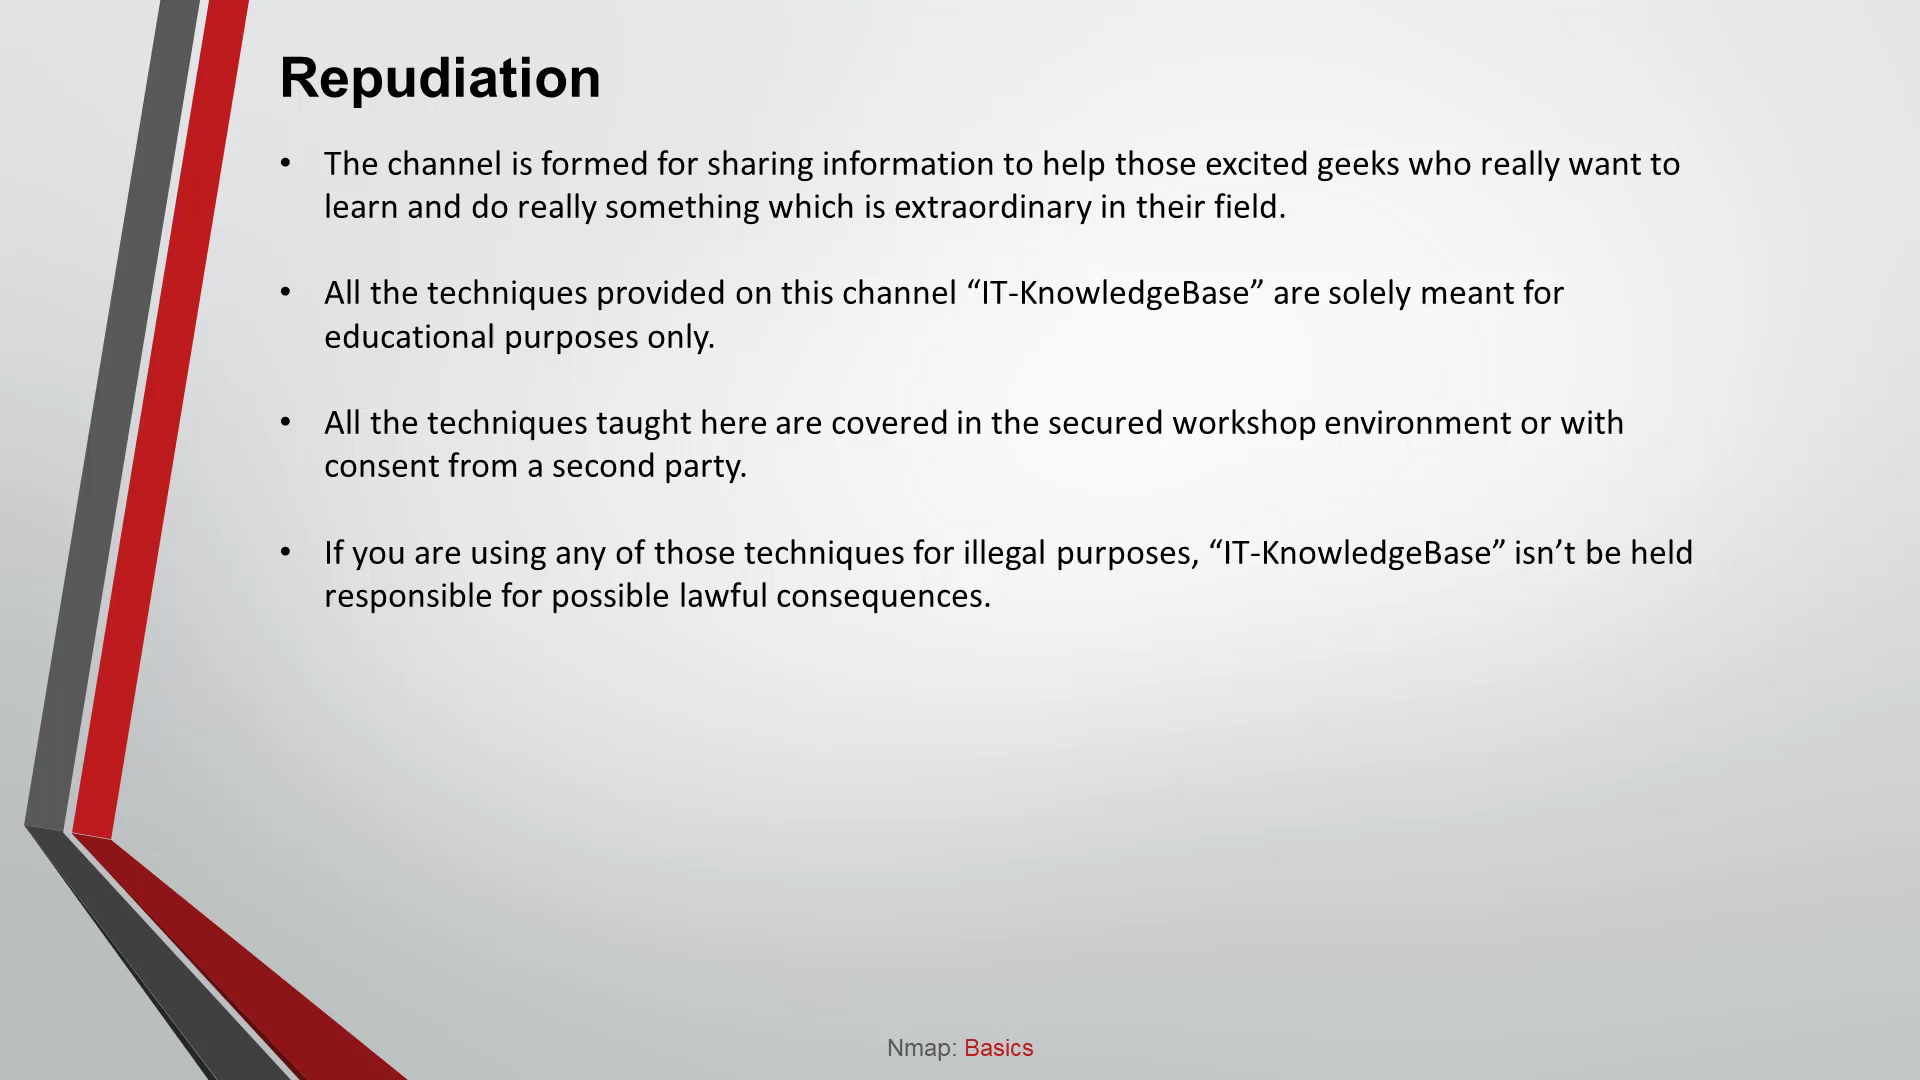 Repudiation
• The channel is formed for sharing information to help those excited geeks who really want to
learn and do really something which is extraordinary in their field.
• All the techniques provided on this channel “IT-KnowledgeBase” are solely meant for
educational purposes only.
• All the techniques taught here are covered in the secured workshop environment or with
consent from a second party.
• If you are using any of those techniques for illegal purposes, “IT-KnowledgeBase” isn’t be held
responsible for possible lawful consequences.
Nmap: Basics